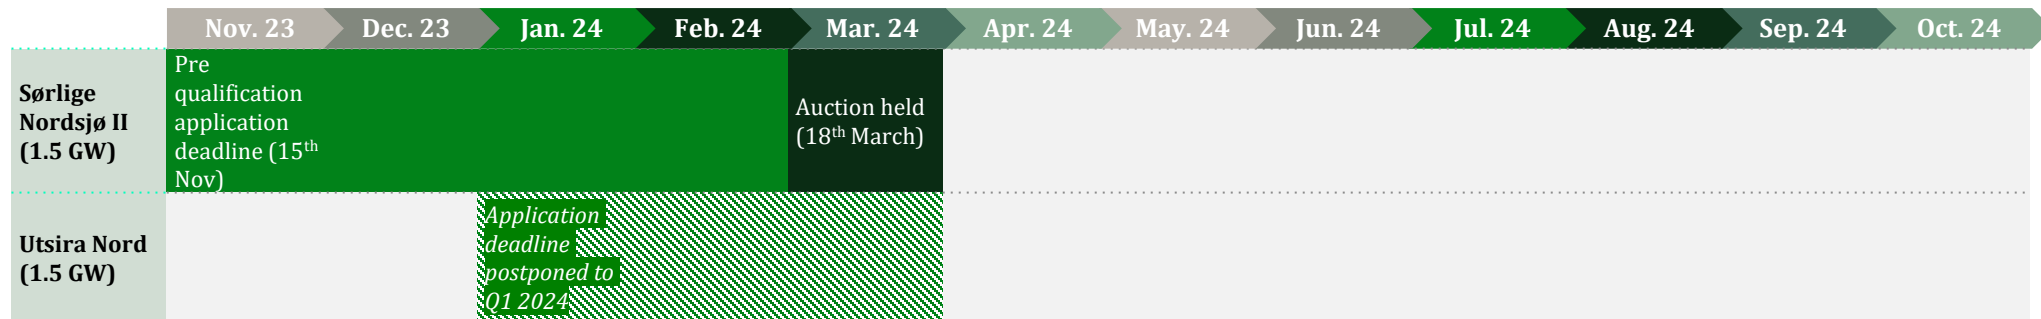 Nov. 23 Dec. 23 Jan. 24 Feb. 24 Mar. 24 Apr. 24 May. 24 Jun. 24 Jul. 24 Aug. 24 Sep. 24 Oct. 24
Sørlige
Nordsjø II
(1.5 GW)
Pre
qualification
application
deadline (15th
Nov)
Auction held
(18th March)
Utsira Nord
(1.5 GW)
Application
deadline
postponed to
Q1 2024